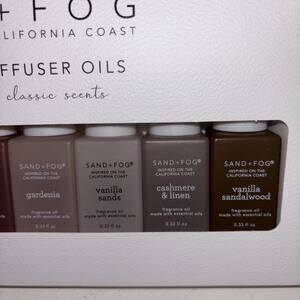 +FOG
ALIFORNIA COAST
FFUSER OILS
classic scents
SAND+FOG®
INSPIRED ON THE
CALIFORNIA COAST
gardenia
fragrance oil
made with essential oils
0.33 fl oz
SAND+FOG®
INSPIRED ON THE
CALIFORNIA COAST
vanilla
sands
fragrance oil
made with essential oils
0.33 fl oz
SAND+FOG®
INSPIRED ON THE
CALIFORNIA COAST
cashmere
& linen
fragrance oil
made with essential oils
0.33 fl oz
SAND+FOG®
INSPIRED ON THE
CALIFORNIA COAST
vanilla
sandalwood
fragrance oil
made with essential oils
0.33 fl oz